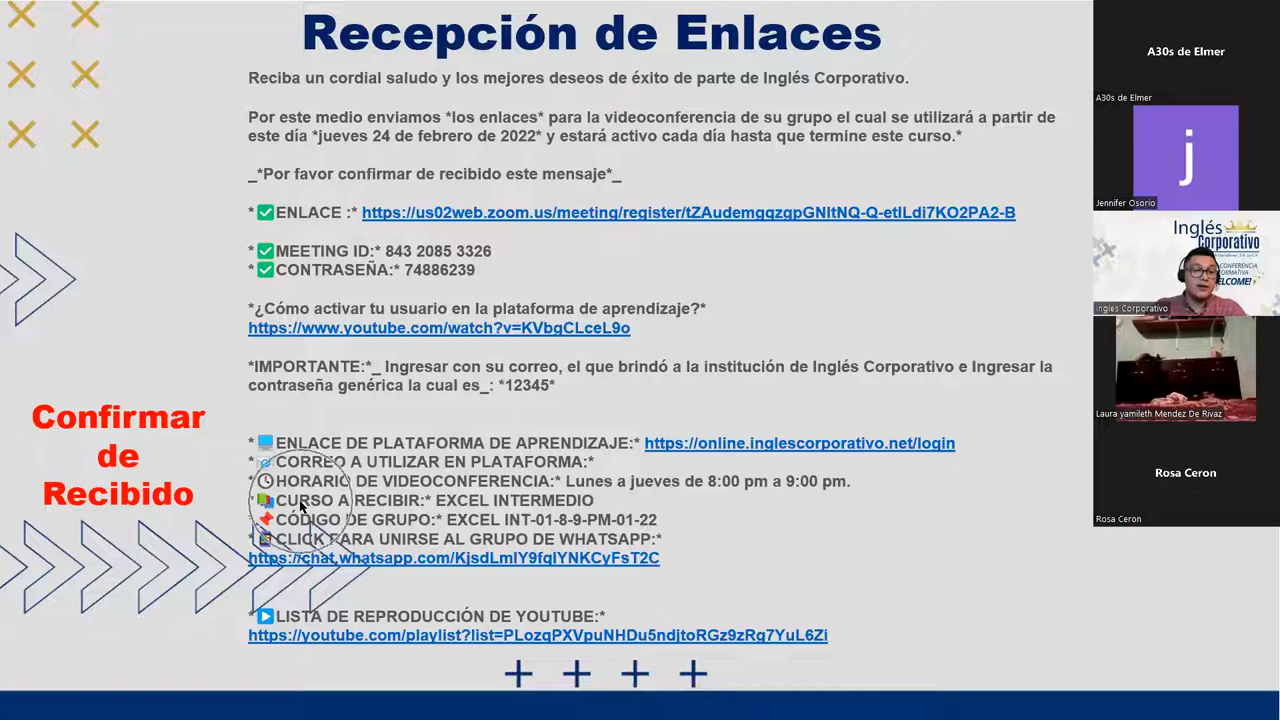 Recepción de Enlaces
Reciba un cordial saludo y los mejores deseos de éxito de parte de Inglés Corporativo.
Por este medio enviamos *los enlaces* para la videoconferencia de su grupo el cual se utilizará a partir de
este día *jueves 24 de febrero de 2022* y estará activo cada día hasta que termine este curso.*
_*Por favor confirmar de recibido este mensaje*_
*✅ENLACE :* https://us02web.zoom.us/meeting/register/tZAudemgqzgpGNItNQ-Q-etlLdi7KO2PA2-B
*✅MEETING ID:* 843 2085 3326
*✅CONTRASEÑA:* 74886239
*¿Cómo activar tu usuario en la plataforma de aprendizaje?*
https://www.youtube.com/watch?v=KVbgCLceL9o
*IMPORTANTE:*_ Ingresar con su correo, el que brindó a la institución de Inglés Corporativo e Ingresar la
contraseña genérica la cual es_: *12345*
Confirmar
de
Recibido
*🖥️ENLACE DE PLATAFORMA DE APRENDIZAJE:* https://online.inglescorporativo.net/login
*📨CORREO A UTILIZAR EN PLATAFORMA:*
*🕓HORARIO DE VIDEOCONFERENCIA:* Lunes a jueves de 8:00 pm a 9:00 pm.
*📚CURSO A RECIBIR:* EXCEL INTERMEDIO
*📌CÓDIGO DE GRUPO:* EXCEL INT-01-8-9-PM-01-22
*📲CLICK PARA UNIRSE AL GRUPO DE WHATSAPP:*
https://chat.whatsapp.com/KjsdLmlY9fqlYNKCyFsT2C
*▶️LISTA DE REPRODUCCIÓN DE YOUTUBE:*
https://youtube.com/playlist?list=PLozqPXVpuNHDu5ndjtoRGz9zRg7YuL6Zi
A30s de Elmer
A30s de Elmer
j
Jennifer Osorio
Inglés
Corporativo
CONFERENCIA
Inglés Corporativo
Laura yamileth Mendez De Rivaz
Rosa Ceron
Rosa Ceron